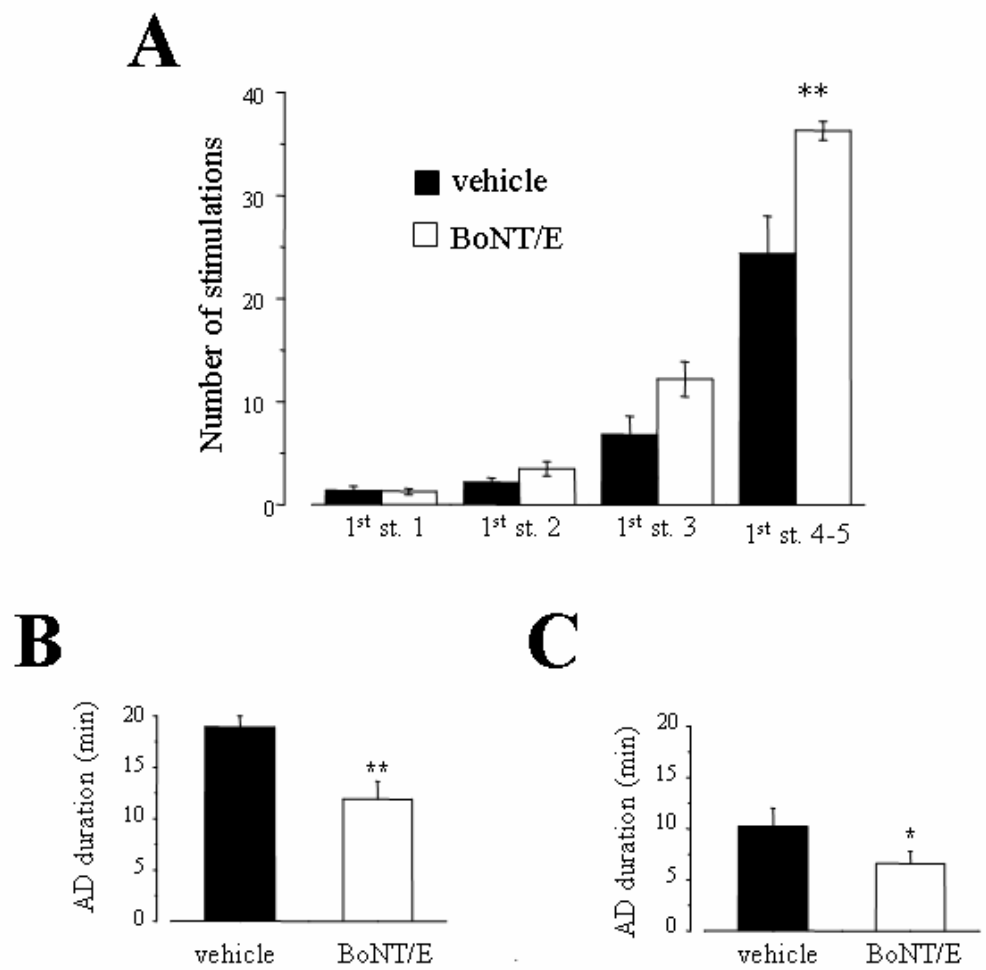 A
**
40
30
20
10
0
Number of stimulations
vehicle
BoNT/E
1st st. 1
1st st. 2
1st st. 3
1st st. 4-5
B
20
15
10
5
0
AD duration (min)
**
vehicle
BoNT/E
C
20
15
10
5
0
AD duration (min)
*
vehicle
BoNT/E